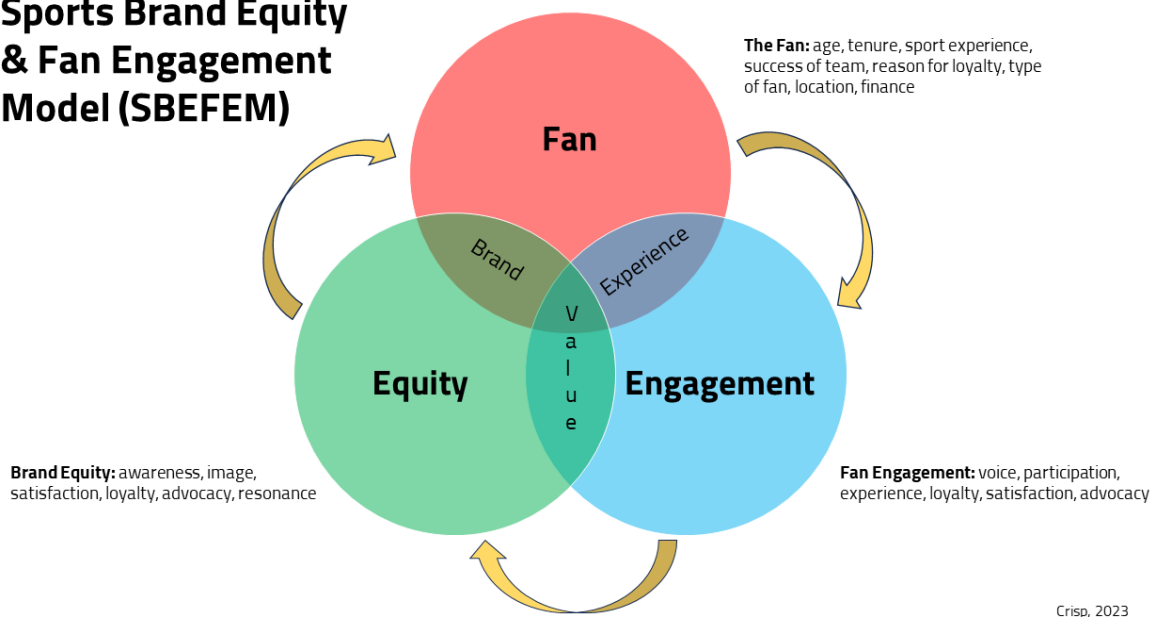 Sports Brand Equity
& Fan Engagement
Model (SBEFEM)
The Fan: age, tenure, sport experience,
success of team, reason for loyalty, type
of fan, location, finance
Fan
Brand
Experience
Value
Equity
Engagement
Brand Equity: awareness, image,
satisfaction, loyalty, advocacy, resonance
Fan Engagement: voice, participation,
experience, loyalty, satisfaction, advocacy
Crisp, 2023